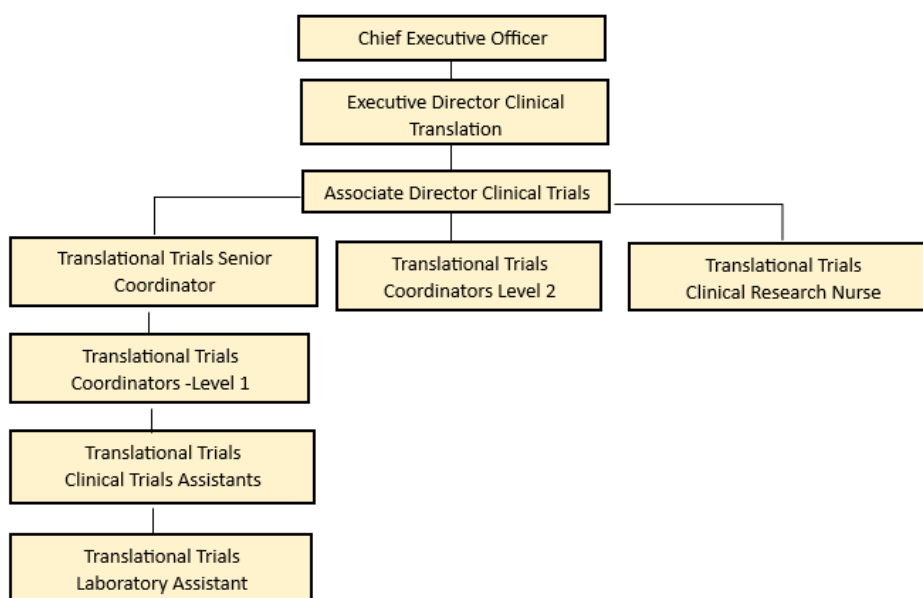 Chief Executive Officer
Executive Director Clinical
Translation
Associate Director Clinical Trials
Translational Trials Senior
Coordinator
Translational Trials
Coordinators Level 2
Translational Trials
Clinical Research Nurse
Translational Trials
Coordinators -Level 1
Translational Trials
Clinical Trials Assistants
Translational Trials
Laboratory Assistant